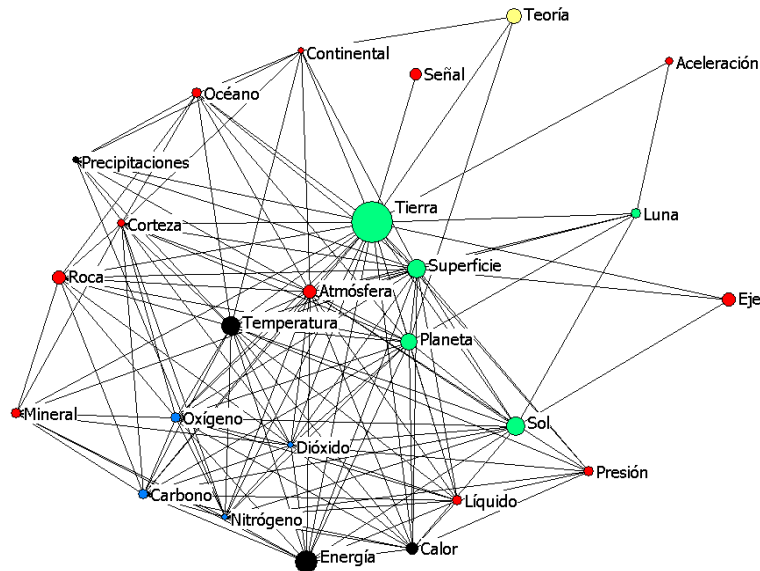 Teoría
Continental
Aceleración
Señal
Océano
Precipitaciones
Tierra
Luna
Corteza
Superficie
Roca
Atmósfera
Eje
Temperatura
Planeta
Mineral
Oxígeno
Sol
Dióxido
Presión
Carbono
Líquido
Nitrógeno
Energía
Calor